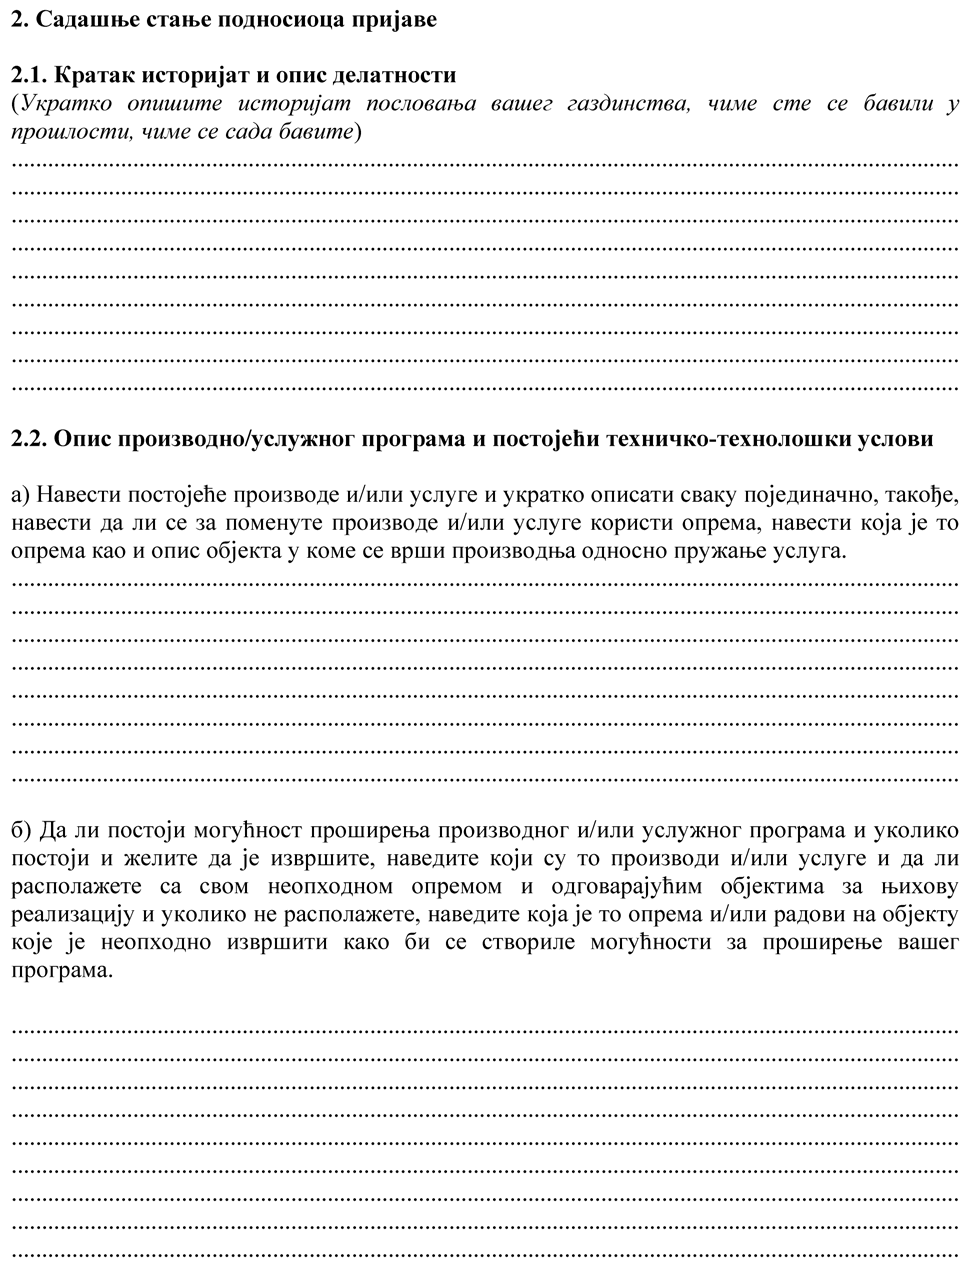 2. Садашње стање подносиоца пријаве
2.1. Кратак историјат и опис делатности
(Укратко опишите историјат пословања вашег газдинства, чиме сте се бавили у
прошлости, чиме се сада бавите)
2.2. Опис производно/услужног програма и постојећи техничко-технолошки услови
а) Навести постојеће производе и/или услуге и укратко описати сваку појединачно, такође,
навести да ли се за поменуте производе и/или услуге користи опрема, навести која је то
опрема као и опис објекта у коме се врши производња односно пружање услуга.
б) Да ли постоји могућност проширења производног и/или услужног програма и уколико
постоји и желите да је извршите, наведите који су то производи и/или услуге и да ли
располажете са свом неопходном опремом и одговарајућим објектима за њихову
реализацију и уколико не располажете, наведите која је то опрема и/или радови на објекту
које је неопходно извршити како би се створиле могућности за проширење вашег
програма.